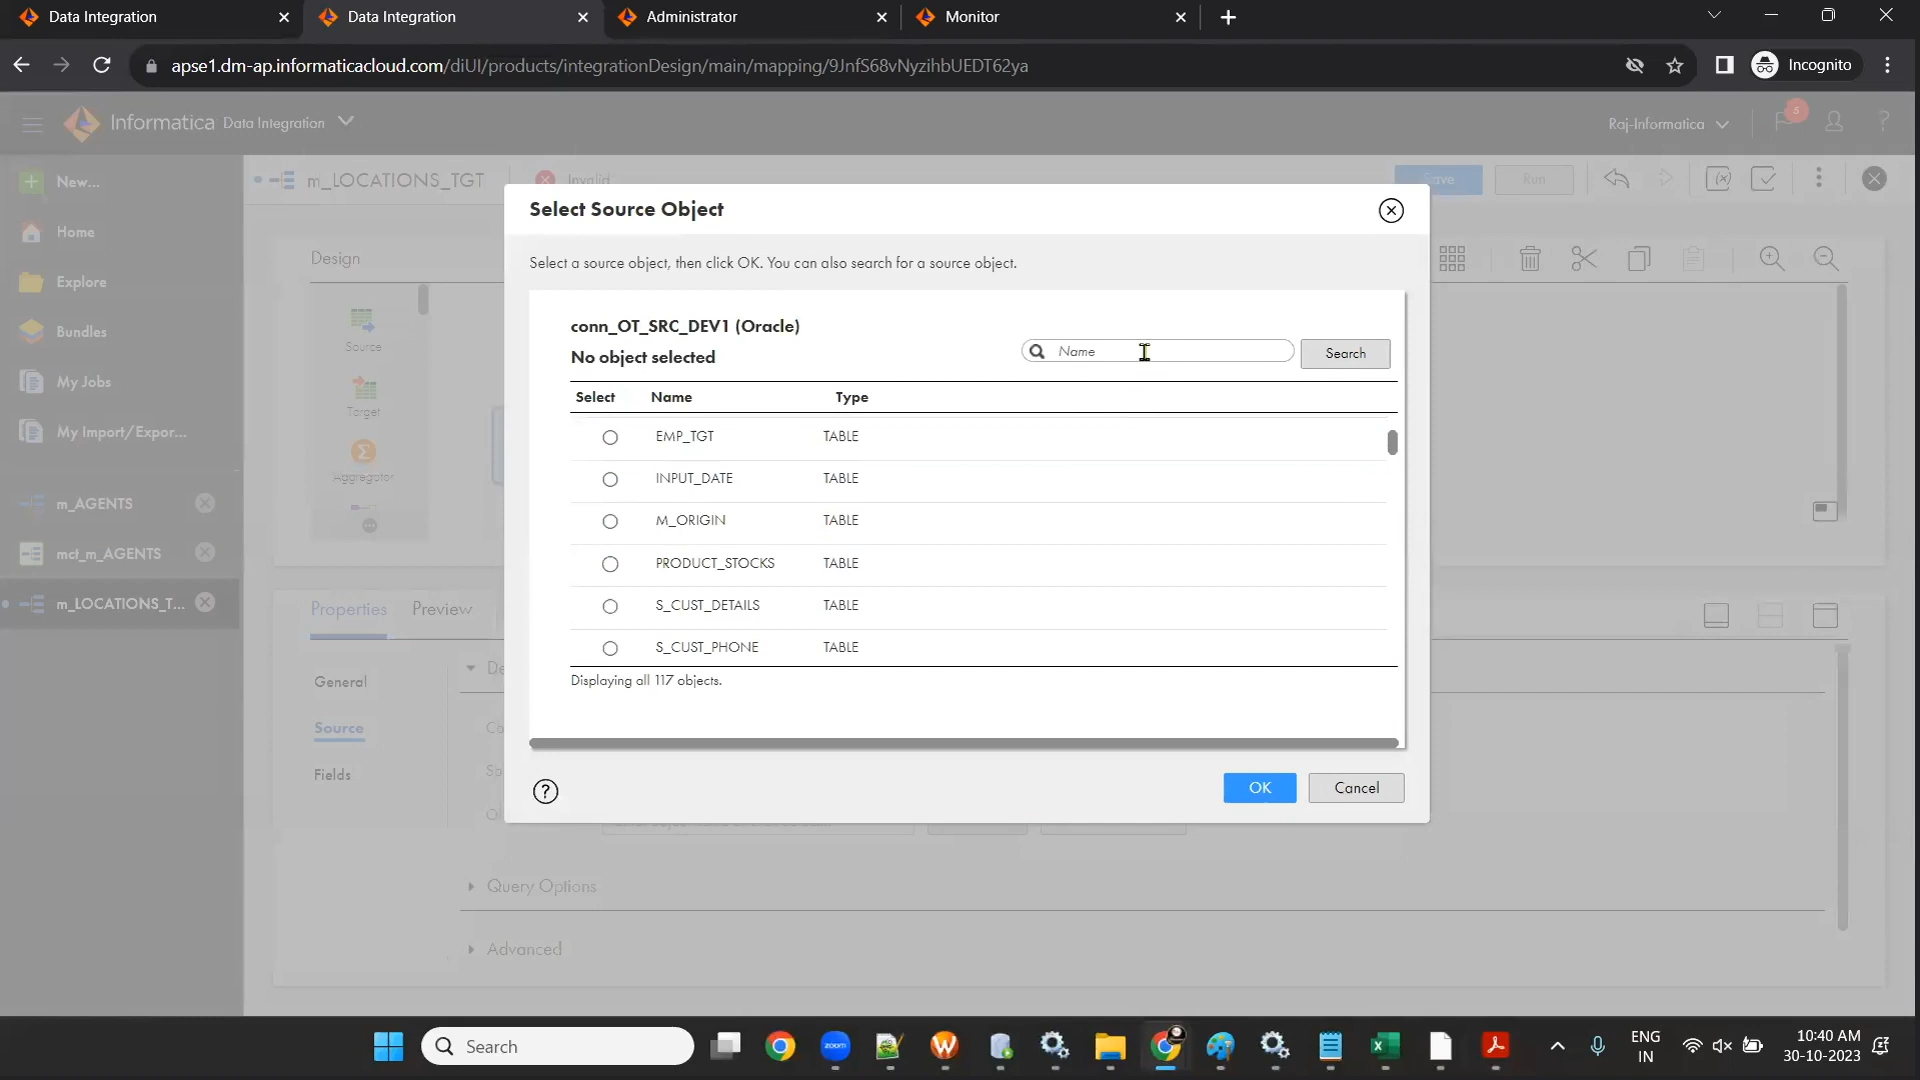 Data Integration
Data Integration
Administrator
Monitor
apse1.dm-ap.informaticacloud.com/diUI/products/integrationDesign/main/mapping/9JnfS68vNyzihbUEDT62ya
Incognito
Informatica Data Integration
Raj-Informatica
5
?
New...
Home
Explore
Bundles
My Jobs
My Import/Expor...
m_AGENTS
mct_m_AGENTS
m_LOCATIONS_T...
m_LOCATIONS_TGT
Invalid
Save
Run
Design
Source
Target
Aggregator
Properties
Preview
General
Source
Fields
Query Options
Advanced
Select Source Object
Select a source object, then click OK. You can also search for a source object.
conn_OT_SRC_DEV1 (Oracle)
No object selected
Name
Search
Select Name Type
EMP_TGT TABLE
INPUT_DATE TABLE
M_ORIGIN TABLE
PRODUCT_STOCKS TABLE
S_CUST_DETAILS TABLE
S_CUST_PHONE TABLE
Displaying all 117 objects.
?
OK
Cancel
Search
zoom
ENG
IN
10:40 AM
30-10-2023